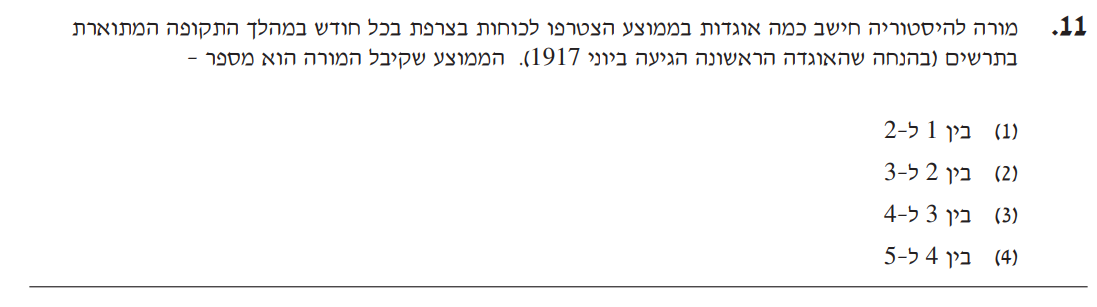 .11 מורה להיסטוריה חישב כמה אוגדות בממוצע הצטרפו לכוחות בצרפת בכל חודש במהלך התקופה המתוארת
בתרשים (בהנחה שהאוגדה הראשונה הגיעה ביוני 1917). הממוצע שקיבל המורה הוא מספר -
(1) בין 1 ל-2
(2) בין 2 ל-3
(3) בין 3 ל-4
(4) בין 4 ל-5